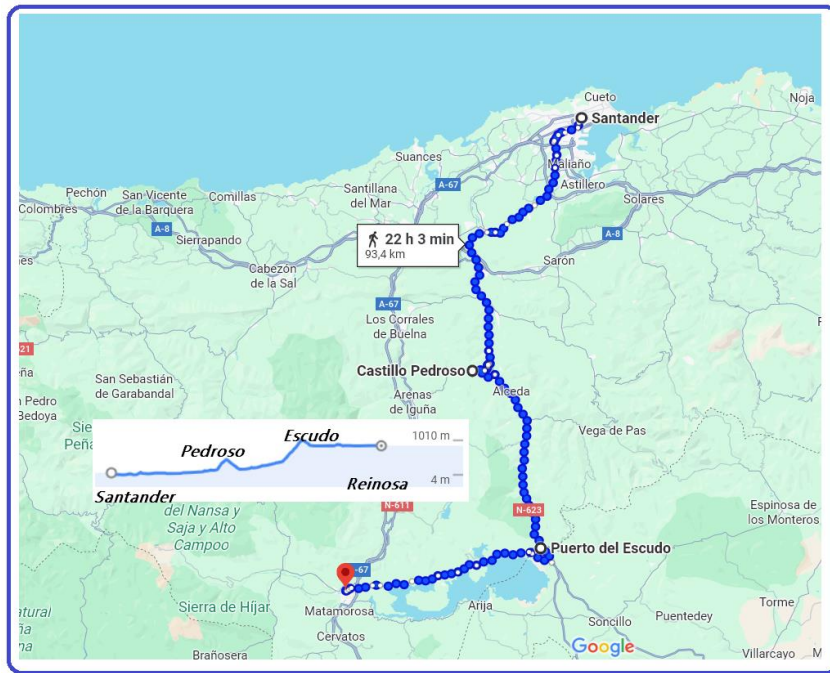 Cueto
Noja
Santander
Maliaño
Suances
A-67
Astillero
Santillana
del Mar
Solares
Pechón
San Vicente
de la Barquera
Comillas
Colombres
A-8
Sierrapando
22 h 3 min
93,4 km
A-8
Sarón
Cabezón
de la Sal
A-67
Los Corrales
de Buelna
Castillo Pedroso
San Sebastián
de Garabandal
Arenas
de Iguña
Alceda
Vega de Pas
Escudo
1010 m
Pedroso
4 m
Santander
Reinosa
del Nansa y
Saja y Alto
Campoo
N-611
N-623
Espinosa de
los Monteros
Puerto del Escudo
-67
Sierra de Híjar
Matamorosa
Arija
Cervatos
Soncillo
Puentedey
Torme
Google
Brañosera
Villarcayo